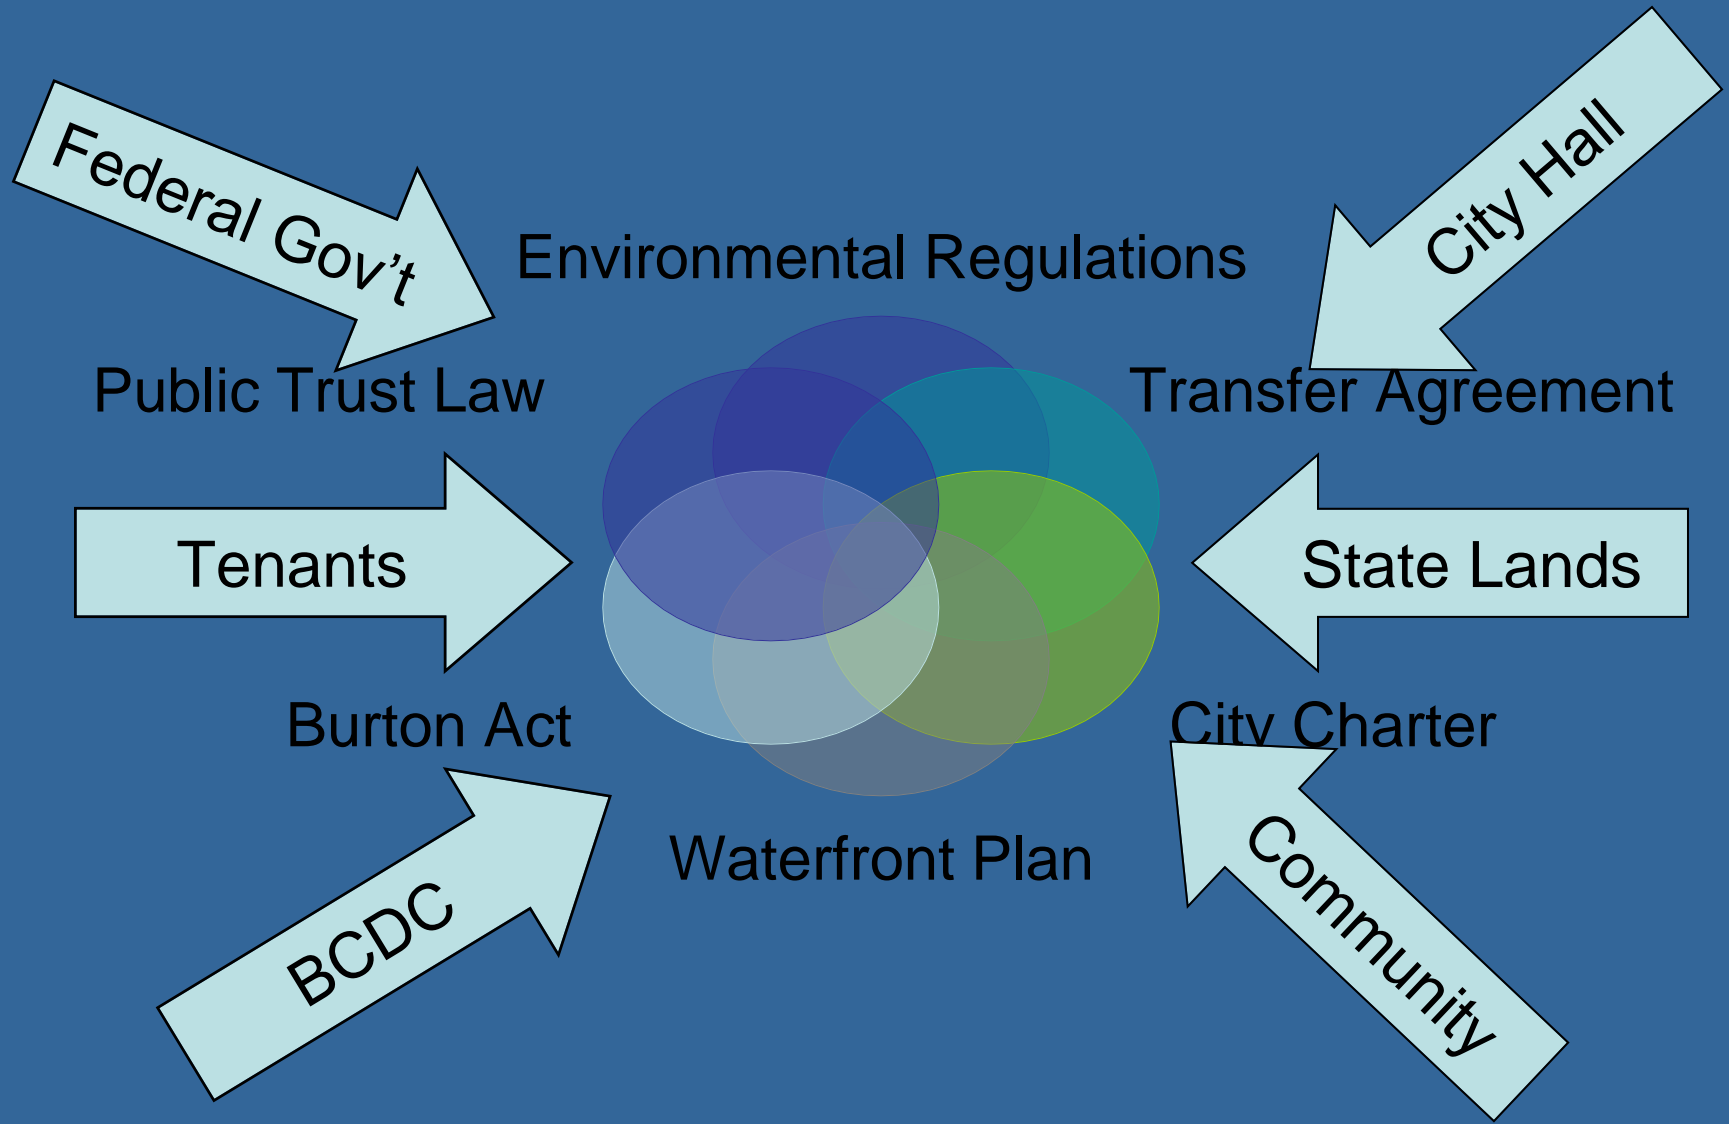 Federal Gov’t
City Hall
Environmental Regulations
Public Trust Law
Transfer Agreement
Tenants
State Lands
Burton Act
City Charter
Waterfront Plan
BCDC
Community